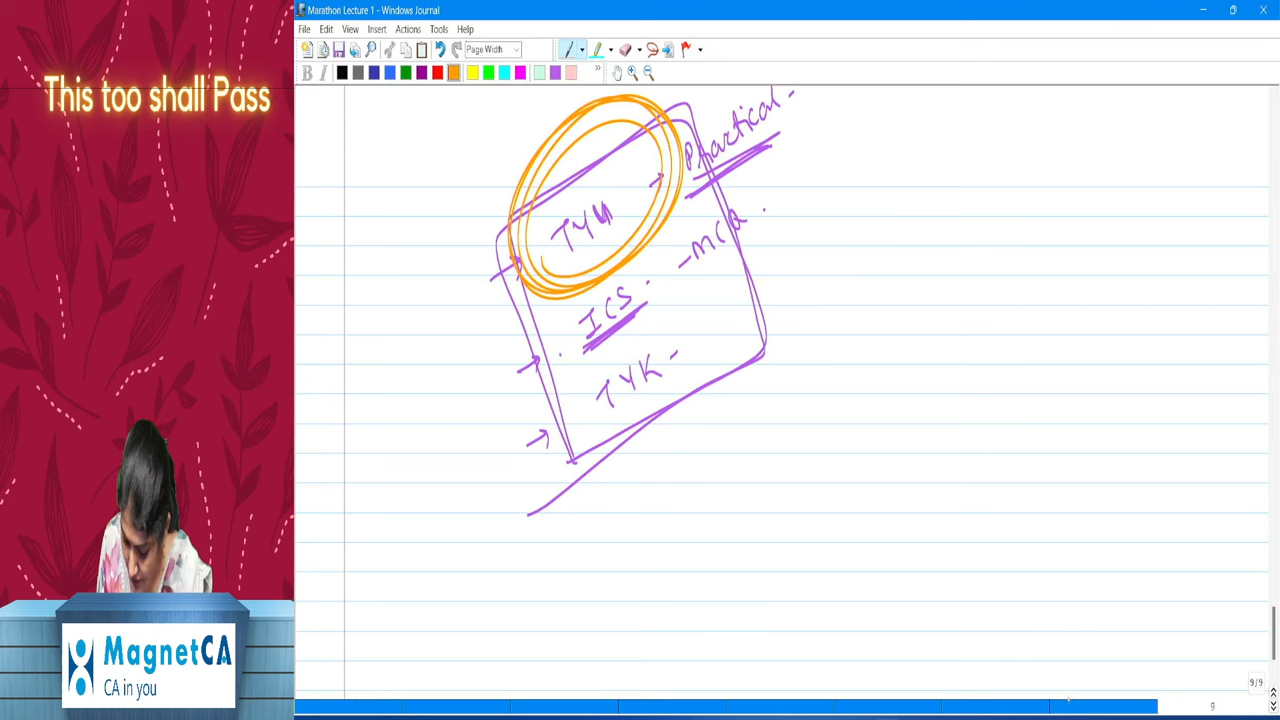 Marathon Lecture 1 - Windows Journal
File Edit View Insert Actions Tools Help
Page Width
B I
This too shall Pass
Practical -
TYU
- MCQ .
ICS .
TYK -
MagnetCA
CA in you
9/9
9